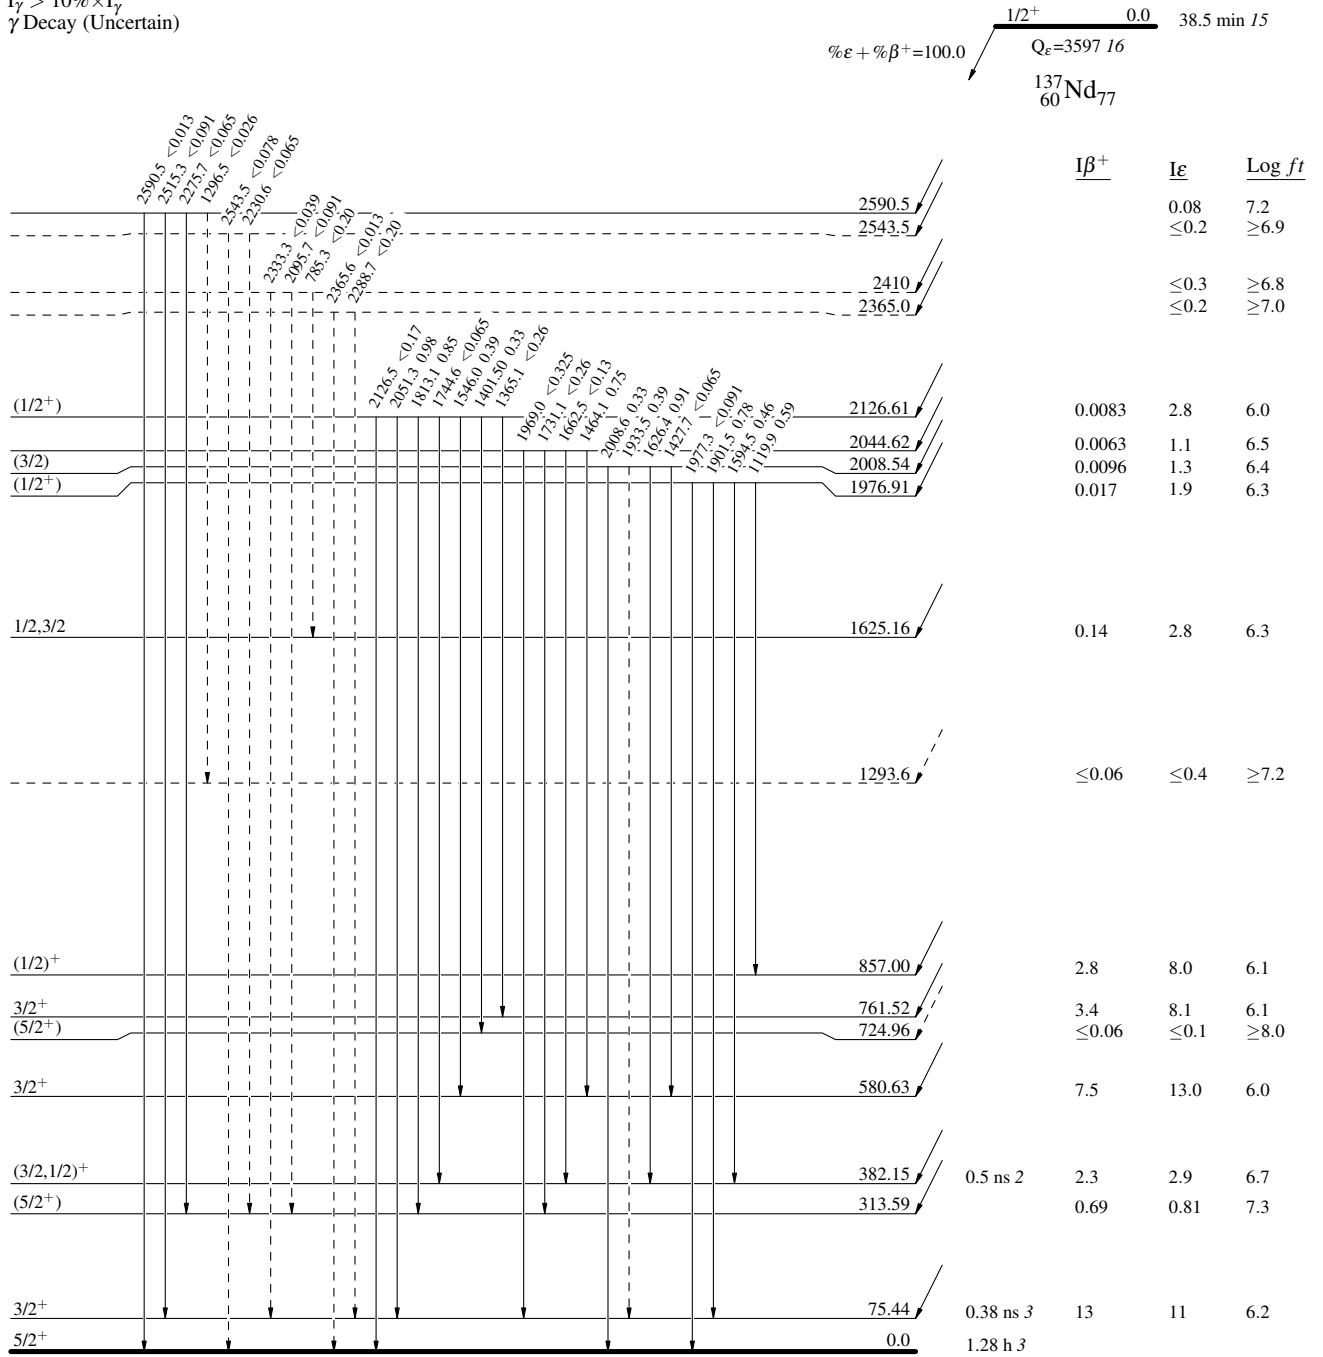 Iγ > 10%×Iγ
γ Decay (Uncertain)
1/2⁺ 0.0 38.5 min 15
%ε+%β⁺=100.0 Qε=3597 16
¹³⁷₆₀Nd₇₇
2590.5 <0.013
2515.3 <0.091
2275.7 <0.065
1296.5 <0.026
2543.5 <0.078
2230.6 <0.065
2333.3 <0.039
2095.7 <0.091
785.3 <0.20
2365.6 <0.013
2288.7 <0.20
2126.5 <0.17
2051.3 0.98
1813.1 0.85
1744.6 <0.065
1546.0 0.39
1401.50 0.33
1365.1 <0.26
1969.0 <0.325
1731.1 <0.26
1662.5 <0.13
1464.1 0.75
2008.6 0.33
1933.5 0.39
1626.4 0.91
1427.7 <0.065
1977.3 <0.091
1901.5 0.78
1594.5 0.46
1119.9 0.59
Iβ⁺ Iε Log ft
2590.5 0.08 7.2
2543.5 ≤0.2 ≥6.9
2410 ≤0.3 ≥6.8
2365.0 ≤0.2 ≥7.0
(1/2⁺) 2126.61 0.0083 2.8 6.0
2044.62 0.0063 1.1 6.5
(3/2) 2008.54 0.0096 1.3 6.4
(1/2⁺) 1976.91 0.017 1.9 6.3
1/2,3/2 1625.16 0.14 2.8 6.3
1293.6 ≤0.06 ≤0.4 ≥7.2
(1/2)⁺ 857.00 2.8 8.0 6.1
3/2⁺ 761.52 3.4 8.1 6.1
(5/2⁺) 724.96 ≤0.06 ≤0.1 ≥8.0
3/2⁺ 580.63 7.5 13.0 6.0
(3/2,1/2)⁺ 382.15 0.5 ns 2 2.3 2.9 6.7
(5/2⁺) 313.59 0.69 0.81 7.3
3/2⁺ 75.44 0.38 ns 3 13 11 6.2
5/2⁺ 0.0 1.28 h 3